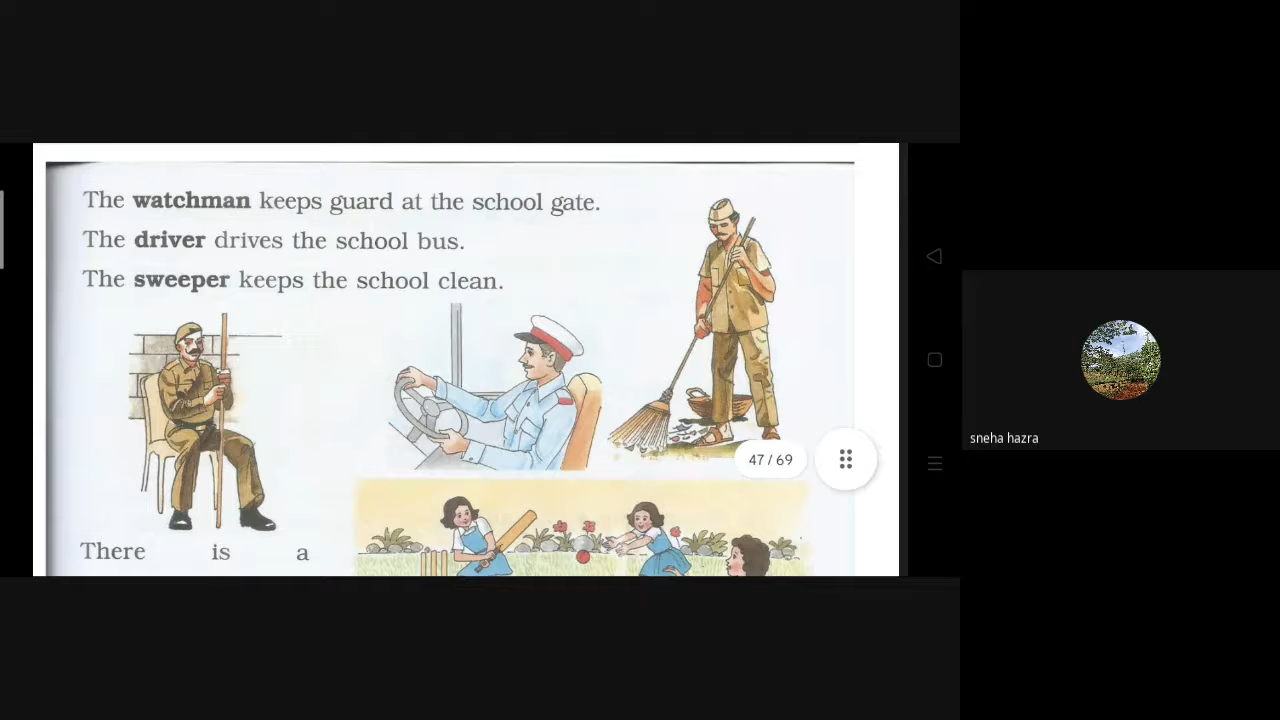 The watchman keeps guard at the school gate.
The driver drives the school bus.
The sweeper keeps the school clean.
47 / 69
There is a
sneha hazra